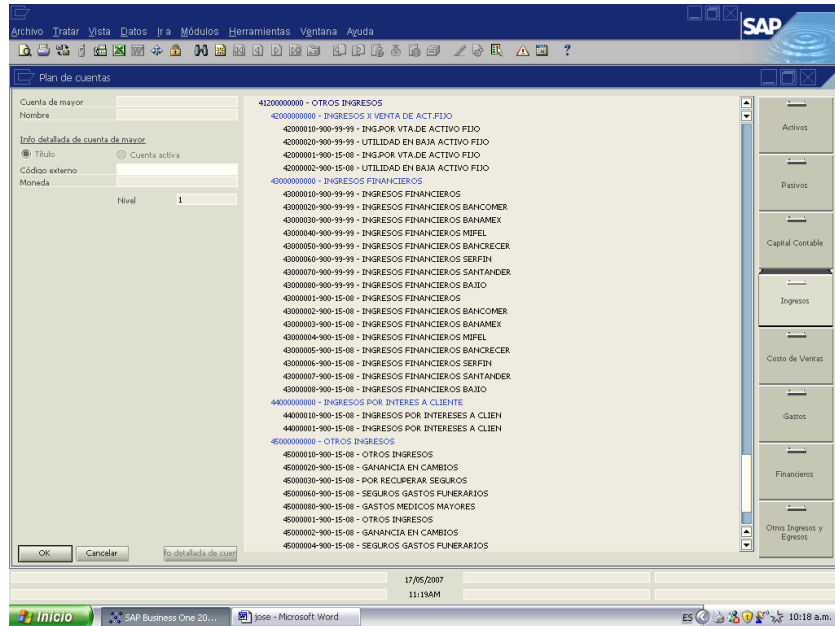 SAP
Archivo Tratar Vista Datos Ir a Módulos Herramientas Ventana Ayuda
Plan de cuentas
Cuenta de mayor
Nombre
Info detallada de cuenta de mayor
Título Cuenta activa
Código externo
Moneda
Nivel 1
41200000000 - OTROS INGRESOS
42000000000 - INGRESOS X VENTA DE ACT.FIJO
42000010-900-99-99 - ING.POR VTA.DE ACTIVO FIJO
42000020-900-99-99 - UTILIDAD EN BAJA ACTIVO FIJO
42000001-900-15-08 - ING.POR VTA.DE ACTIVO FIJO
42000002-900-15-08 - UTILIDAD EN BAJA ACTIVO FIJO
43000000000 - INGRESOS FINANCIEROS
43000010-900-99-99 - INGRESOS FINANCIEROS
43000020-900-99-99 - INGRESOS FINANCIEROS BANCOMER
43000030-900-99-99 - INGRESOS FINANCIEROS BANAMEX
43000040-900-99-99 - INGRESOS FINANCIEROS MIFEL
43000050-900-99-99 - INGRESOS FINANCIEROS BANCRECER
43000060-900-99-99 - INGRESOS FINANCIEROS SERFIN
43000070-900-99-99 - INGRESOS FINANCIEROS SANTANDER
43000080-900-99-99 - INGRESOS FINANCIEROS BAJIO
43000001-900-15-08 - INGRESOS FINANCIEROS
43000002-900-15-08 - INGRESOS FINANCIEROS BANCOMER
43000003-900-15-08 - INGRESOS FINANCIEROS BANAMEX
43000004-900-15-08 - INGRESOS FINANCIEROS MIFEL
43000005-900-15-08 - INGRESOS FINANCIEROS BANCRECER
43000006-900-15-08 - INGRESOS FINANCIEROS SERFIN
43000007-900-15-08 - INGRESOS FINANCIEROS SANTANDER
43000008-900-15-08 - INGRESOS FINANCIEROS BAJIO
44000000000 - INGRESOS POR INTERES A CLIENTE
44000010-900-15-08 - INGRESOS POR INTERESES A CLIEN
44000001-900-15-08 - INGRESOS POR INTERESES A CLIEN
45000000000 - OTROS INGRESOS
45000010-900-15-08 - OTROS INGRESOS
45000020-900-15-08 - GANANCIA EN CAMBIOS
45000030-900-15-08 - POR RECUPERAR SEGUROS
45000060-900-15-08 - SEGUROS GASTOS FUNERARIOS
45000080-900-15-08 - GASTOS MEDICOS MAYORES
45000001-900-15-08 - OTROS INGRESOS
45000002-900-15-08 - GANANCIA EN CAMBIOS
45000004-900-15-08 - SEGUROS GASTOS FUNERARIOS
Activos
Pasivos
Capital Contable
Ingresos
Costo de Ventas
Gastos
Financieros
Otros Ingresos y
Egresos
OK Cancelar fo detallada de cuen
17/05/2007
11:19AM
Inicio SAP Business One 20... jose - Microsoft Word ES 10:18 a.m.